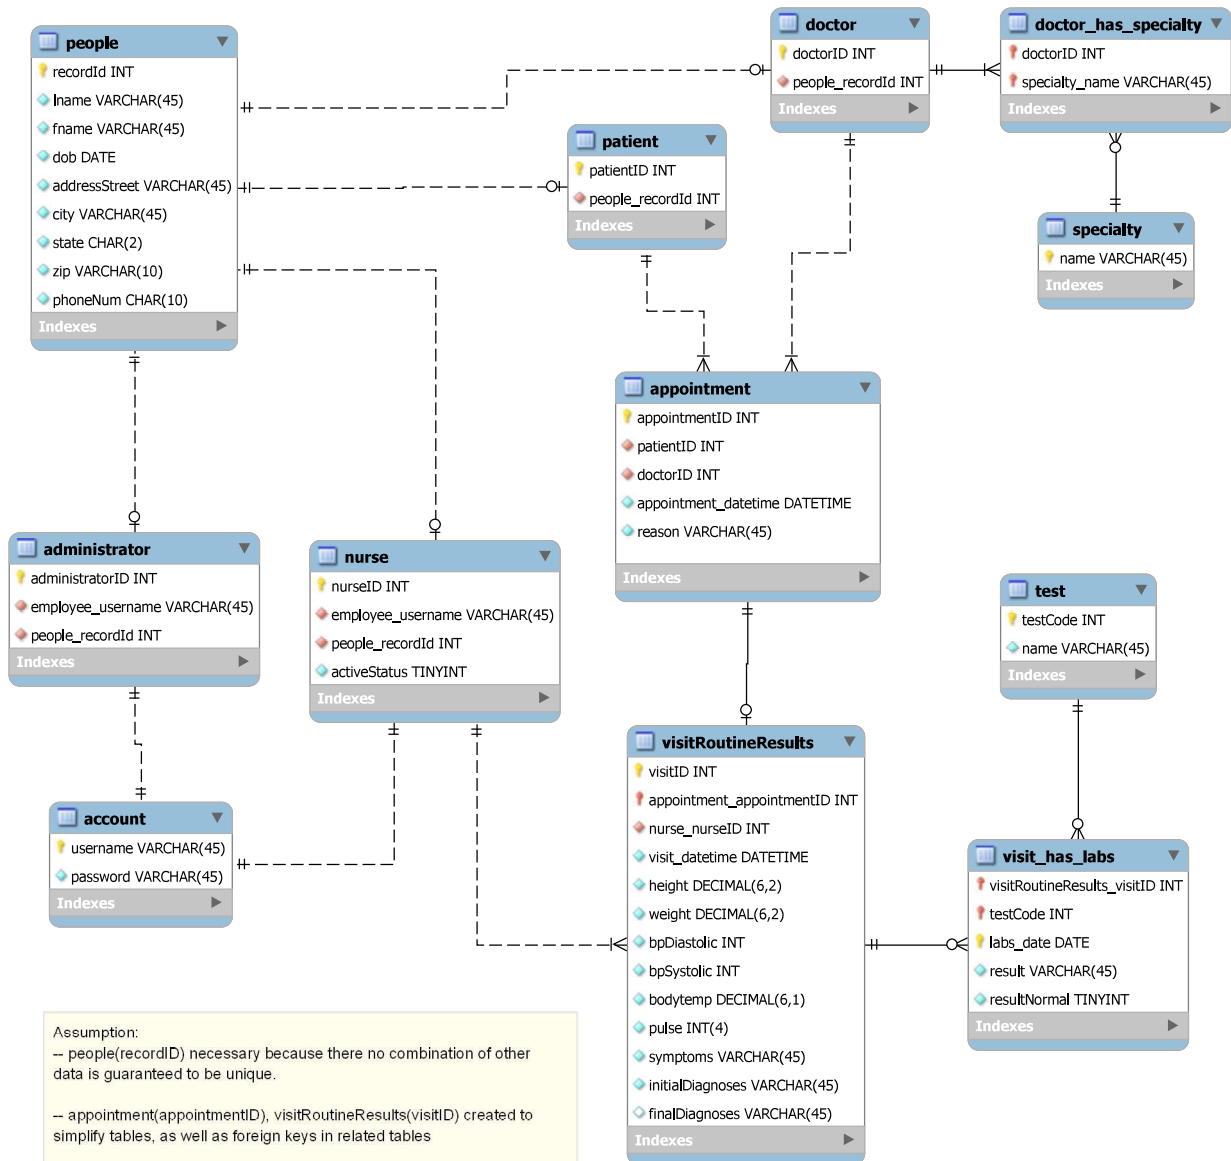 people
recordId INT
lname VARCHAR(45)
fname VARCHAR(45)
dob DATE
addressStreet VARCHAR(45)
city VARCHAR(45)
state CHAR(2)
zip VARCHAR(10)
phoneNum CHAR(10)
Indexes
doctor
doctorID INT
people_recordId INT
Indexes
doctor_has_specialty
doctorID INT
specialty_name VARCHAR(45)
Indexes
patient
patientID INT
people_recordId INT
Indexes
specialty
name VARCHAR(45)
Indexes
appointment
appointmentID INT
patientID INT
doctorID INT
appointment_datetime DATETIME
reason VARCHAR(45)
Indexes
administrator
administratorID INT
employee_username VARCHAR(45)
people_recordId INT
Indexes
nurse
nurseID INT
employee_username VARCHAR(45)
people_recordId INT
activeStatus TINYINT
Indexes
test
testCode INT
name VARCHAR(45)
Indexes
account
username VARCHAR(45)
password VARCHAR(45)
Indexes
visitRoutineResults
visitID INT
appointment_appointmentID INT
nurse_nurseID INT
visit_datetime DATETIME
height DECIMAL(6,2)
weight DECIMAL(6,2)
bpDiastolic INT
bpSystolic INT
bodytemp DECIMAL(6,1)
pulse INT(4)
symptoms VARCHAR(45)
initialDiagnoses VARCHAR(45)
finalDiagnoses VARCHAR(45)
visit_has_labs
visitRoutineResults_visitID INT
testCode INT
labs_date DATE
result VARCHAR(45)
resultNormal TINYINT
Indexes
Assumption:
-- people(recordID) necessary because there no combination of other
data is guaranteed to be unique.
-- appointment(appointmentID), visitRoutineResults(visitID) created to
simplify tables, as well as foreign keys in related tables